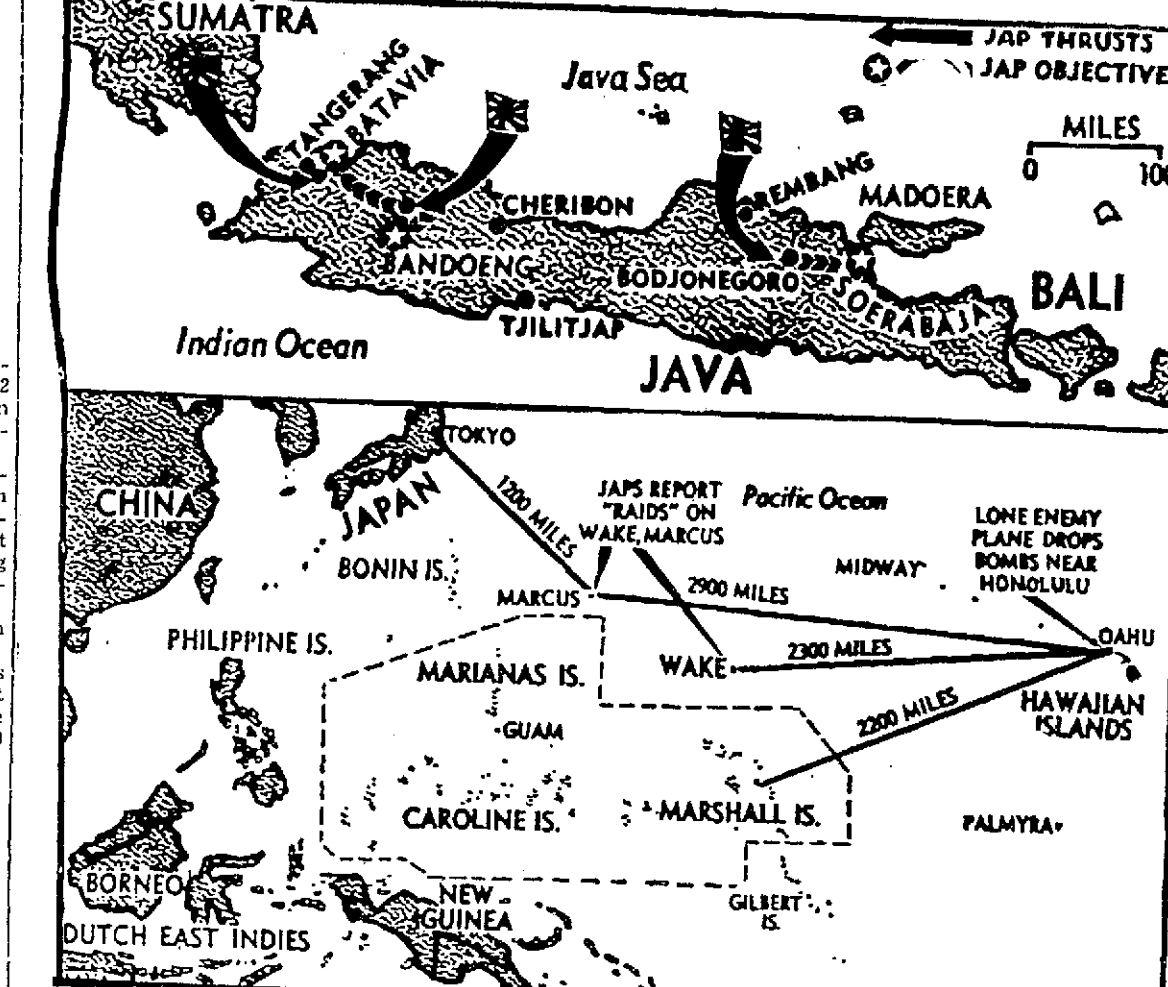 SUMATRA
TANGERANG
BATAVIA
Java Sea
JAP THRUSTS
JAP OBJECTIVE
MILES
0 100
CHERIBON
REMBANG
MADOERA
BANDOENG
BODJONEGORO
SOERABAJA
BALI
TJILITJAP
Indian Ocean
JAVA
TOKYO
CHINA
JAPAN
1200 MILES
JAPS REPORT
"RAIDS" ON
WAKE, MARCUS
Pacific Ocean
LONE ENEMY
PLANE DROPS
BOMBS NEAR
HONOLULU
BONIN IS.
MIDWAY
MARCUS
2900 MILES
PHILIPPINE IS.
OAHU
2300 MILES
MARIANAS IS.
WAKE
HAWAIIAN
ISLANDS
2200 MILES
GUAM
CAROLINE IS.
MARSHALL IS.
PALMYRA
BORNEO
NEW
GUINEA
GILBERT
IS.
DUTCH EAST INDIES